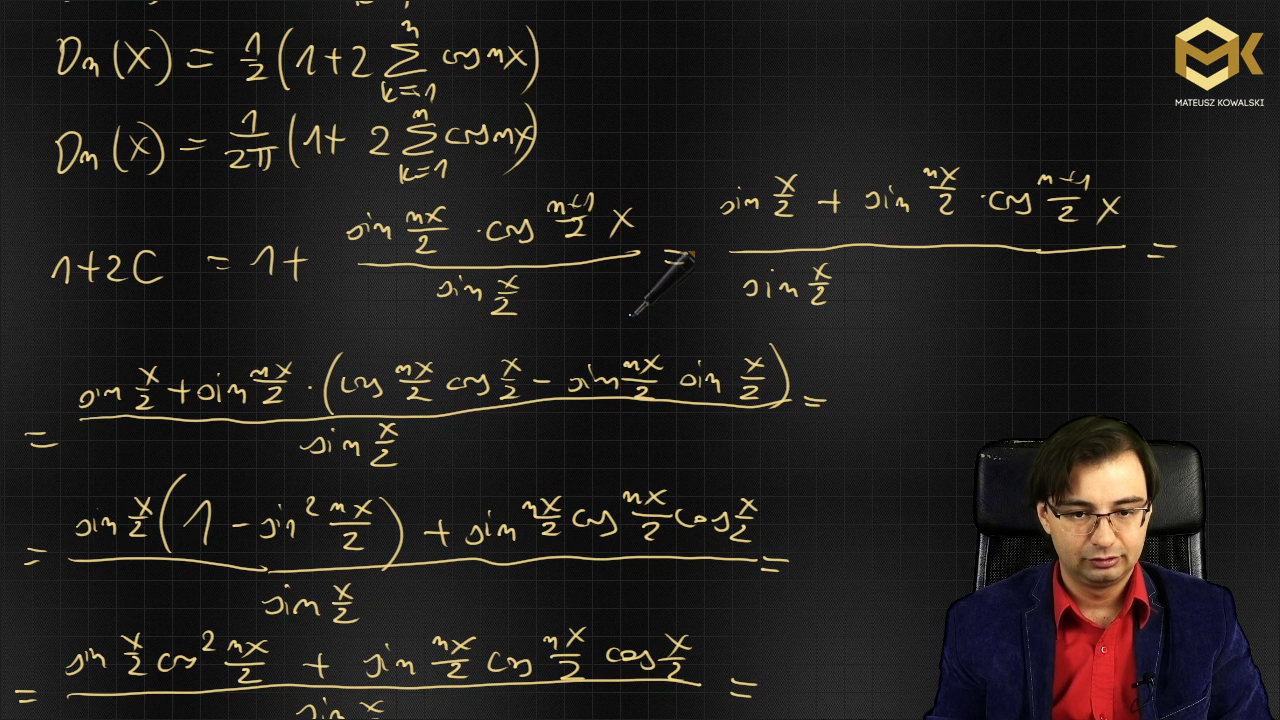 Dn(x) = 1/2 (1+2 ∑_{k=1}^{n} cos nx)
MK
MATEUSZ KOWALSKI
Dn(x) = 1/2π (1+ 2 ∑_{k=1}^{n} cos nx)
1+2C = 1+ (sin nx/2 · cos n+1/2 x) / (sin x/2) = (sin x/2 + sin nx/2 · cos n+1/2 x) / (sin x/2) =
= (sin x/2 + sin nx/2 · (cos nx/2 cos x/2 - sin nx/2 sin x/2)) / (sin x/2) =
= (sin x/2 (1 - sin² nx/2) + sin nx/2 cos nx/2 cos x/2) / (sin x/2) =
= (sin x/2 cos² nx/2 + sin nx/2 cos nx/2 cos x/2) / (sin x) =